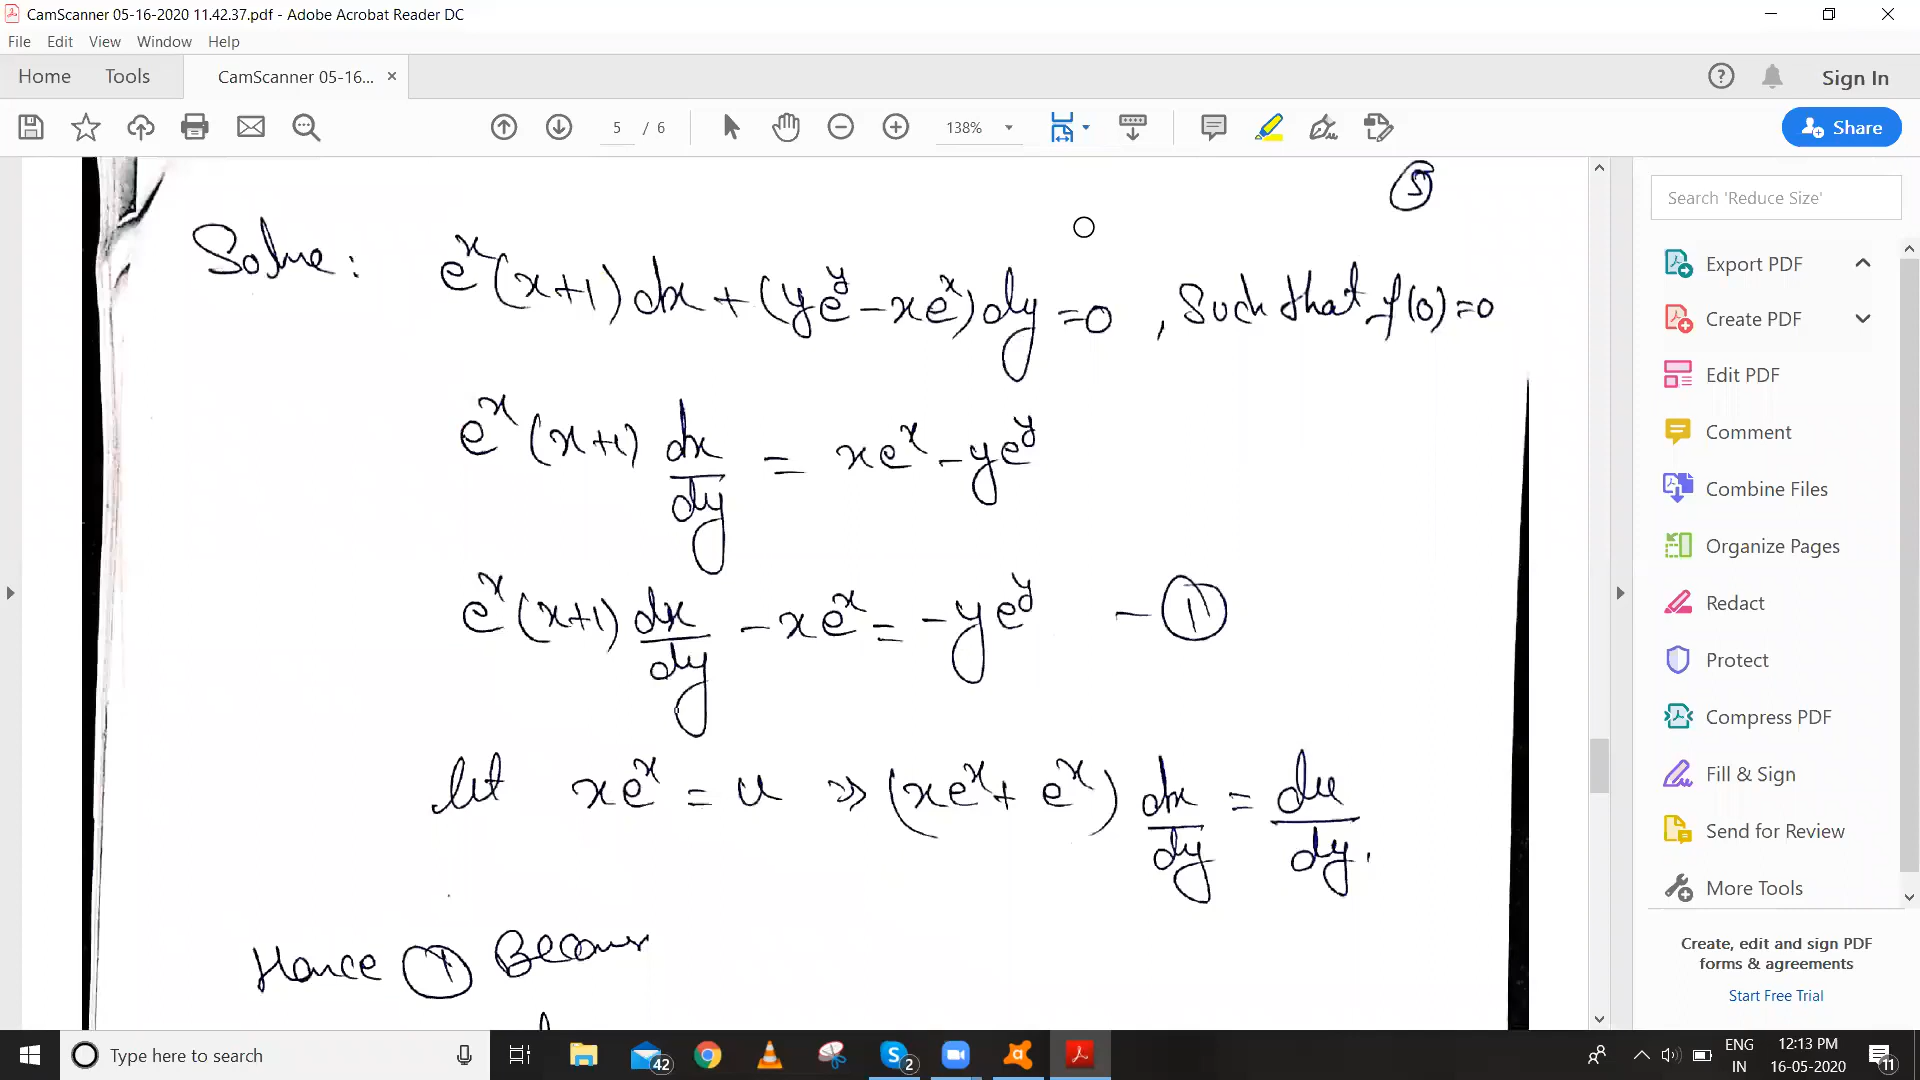 CamScanner 05-16-2020 11.42.37.pdf - Adobe Acrobat Reader DC
File Edit View Window Help
Home Tools CamScanner 05-16... × Sign In
5 / 6 138% Share
5
Solve: e^x(x+1)dx+(ye^y-xe^x)dy=0, Such that f(0)=0
e^x(x+1) dx/dy = xe^x-ye^y
e^x(x+1) dx/dy - xe^x = -ye^y - (1)
let xe^x = u => (xe^x + e^x) dx/dy = du/dy.
Hence (1) Becomes
Search 'Reduce Size'
Export PDF
Create PDF
Edit PDF
Comment
Combine Files
Organize Pages
Redact
Protect
Compress PDF
Fill & Sign
Send for Review
More Tools
Create, edit and sign PDF
forms & agreements
Start Free Trial
Type here to search
42
2
ENG
IN
12:13 PM
16-05-2020
11